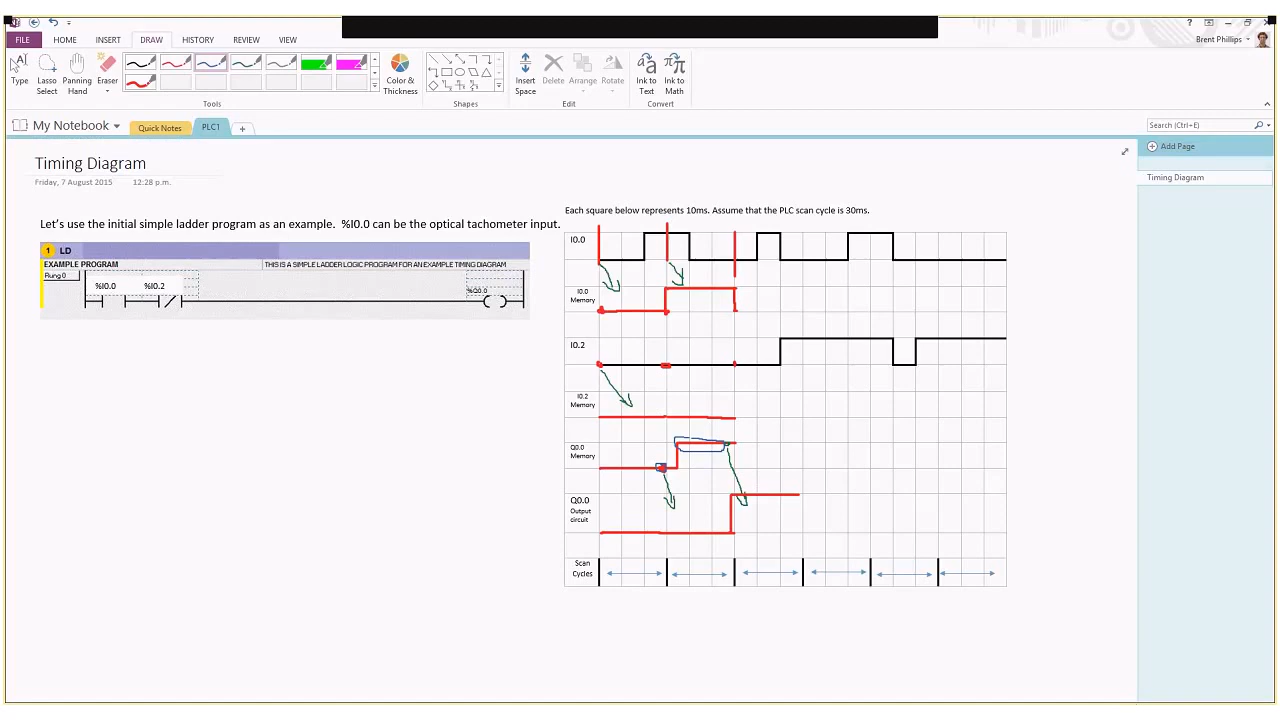 ?
Brent Phillips
FILE HOME INSERT DRAW HISTORY REVIEW VIEW
Type Lasso Select Panning Hand Eraser Color & Thickness Insert Space Delete Arrange Rotate Ink to Text Ink to Math
Tools Shapes Edit Convert
My Notebook Quick Notes PLC1 +
Search (Ctrl+E)
Add Page
Timing Diagram
Timing Diagram
Friday, 7 August 2015 12:28 p.m.
Let's use the initial simple ladder program as an example. %I0.0 can be the optical tachometer input.
1 LD
EXAMPLE PROGRAM THIS IS A SIMPLE LADDER LOGIC PROGRAM FOR AN EXAMPLE TIMING DIAGRAM
Rung 0
%I0.0 %I0.2 %Q0.0
Each square below represents 10ms. Assume that the PLC scan cycle is 30ms.
I0.0
I0.0
Memory
I0.2
I0.2
Memory
Q0.0
Memory
Q0.0
Output
circuit
Scan
Cycles